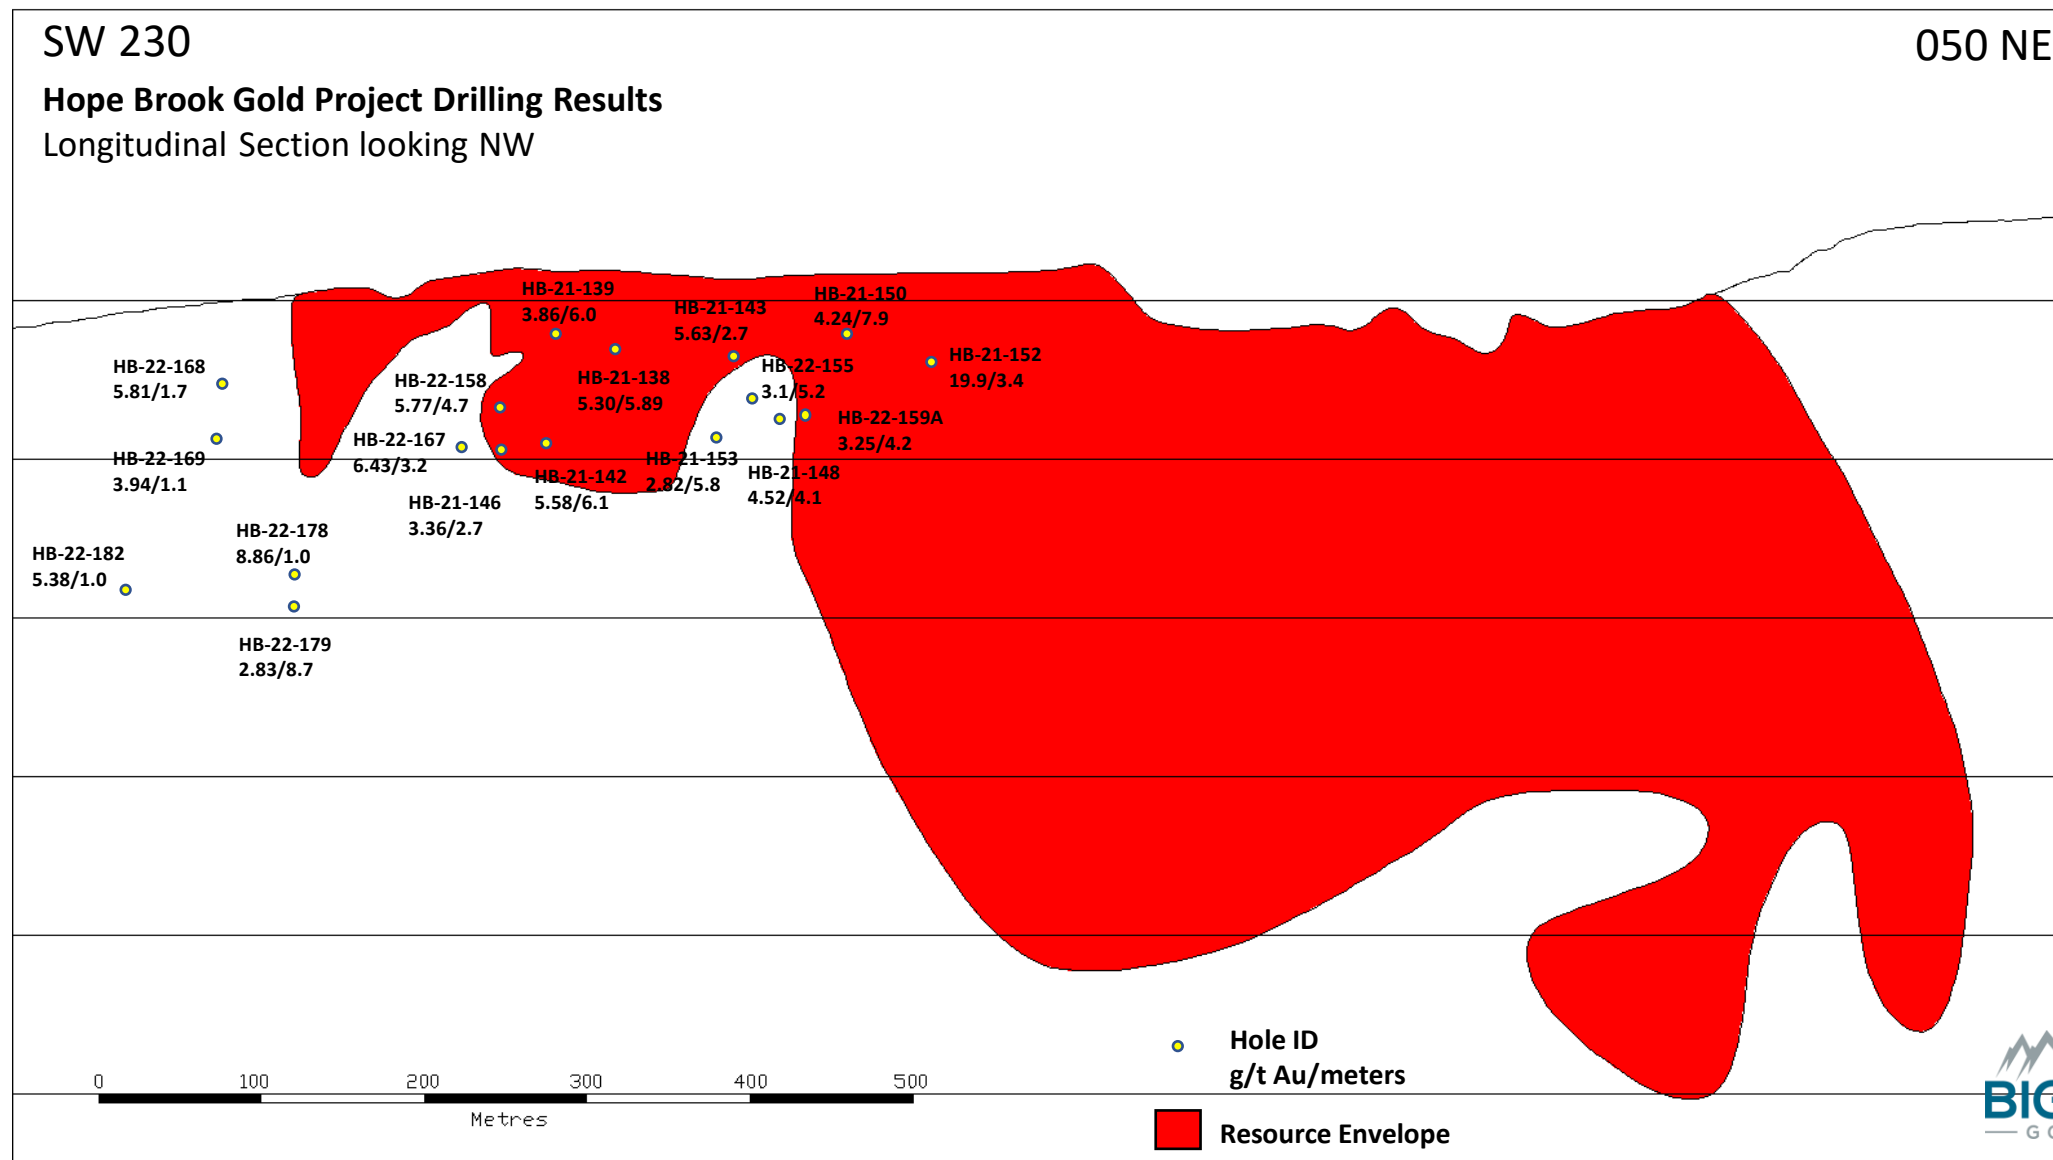 SW 230
050 NE
Hope Brook Gold Project Drilling Results
Longitudinal Section looking NW
HB-21-139
3.86/6.0
HB-21-143
5.63/2.7
HB-21-150
4.24/7.9
HB-22-168
5.81/1.7
HB-22-158
5.77/4.7
HB-21-138
5.30/5.89
HB-22-155
3.1/5.2
HB-21-152
19.9/3.4
HB-22-159A
3.25/4.2
HB-22-169
3.94/1.1
HB-22-167
6.43/3.2
HB-21-146
3.36/2.7
HB-21-142
5.58/6.1
HB-21-153
2.82/5.8
HB-21-148
4.52/4.1
HB-22-178
8.86/1.0
HB-22-182
5.38/1.0
HB-22-179
2.83/8.7
Hole ID
g/t Au/meters
0 100 200 300 400 500
Metres
Resource Envelope
BIG
GO